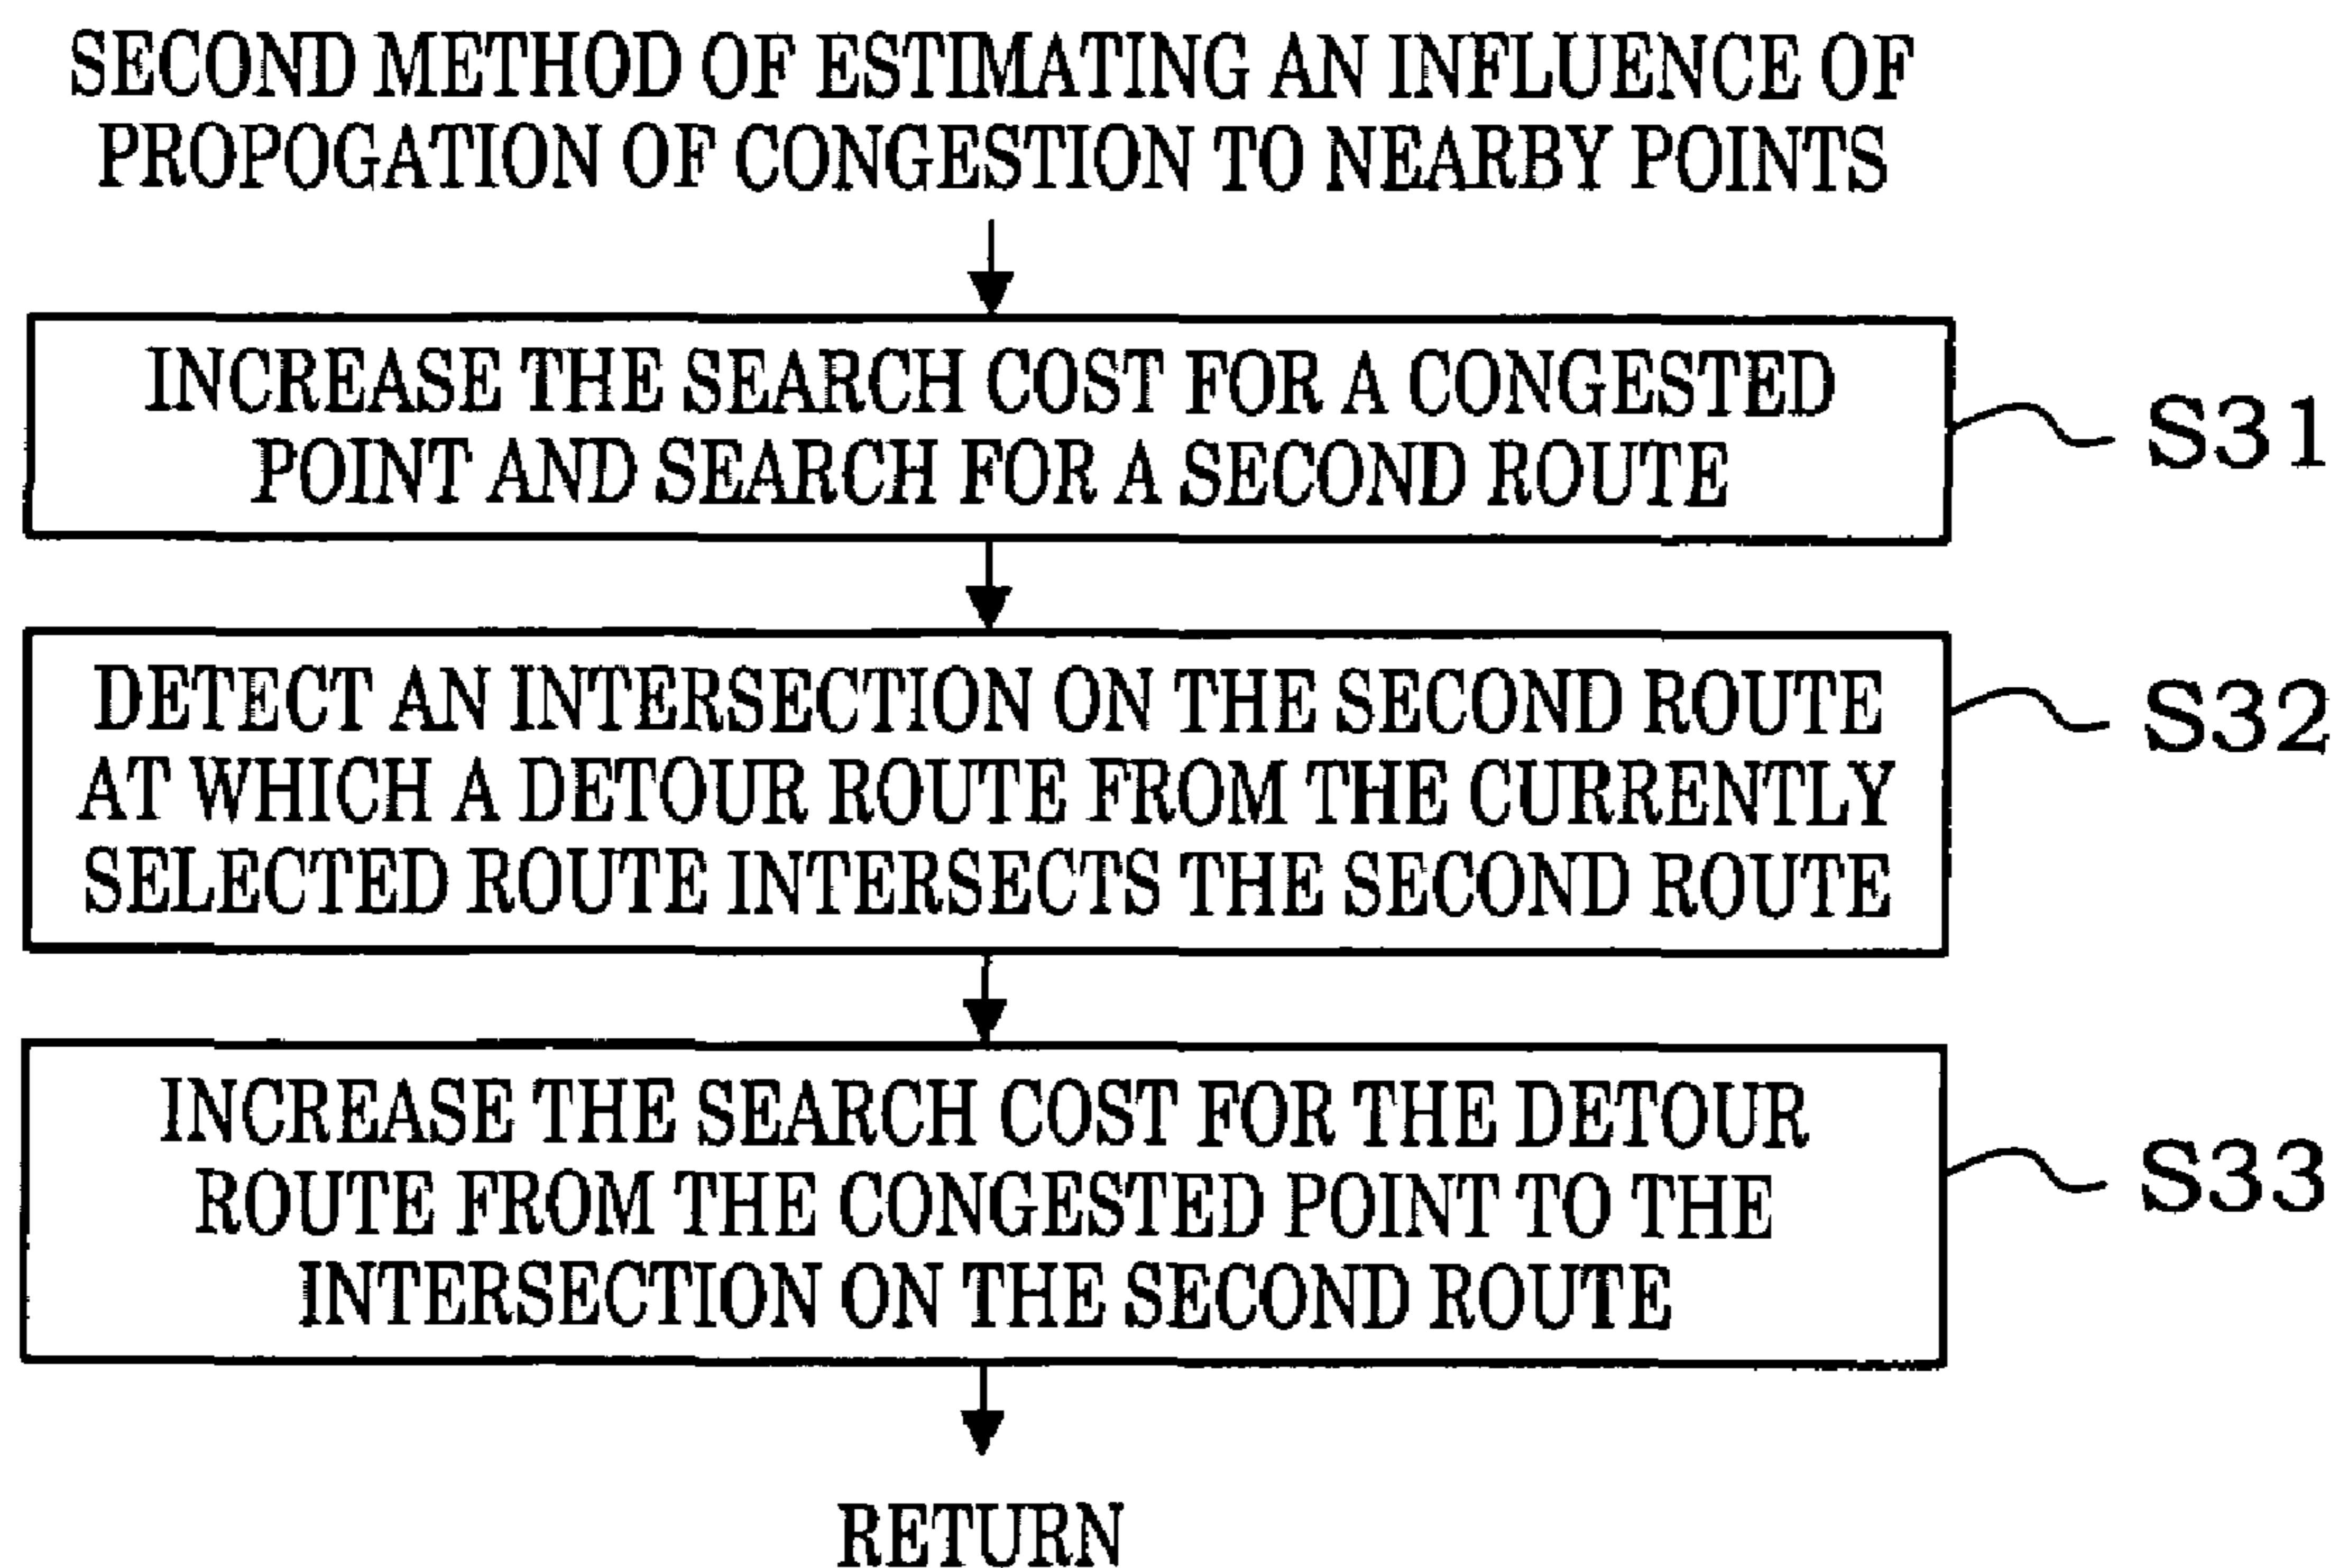 SECOND METHOD OF ESTIMATING AN INFLUENCE OF
PROPOGATION OF CONGESTION TO NEARBY POINTS
INCREASE THE SEARCH COST FOR A CONGESTED
POINT AND SEARCH FOR A SECOND ROUTE
S31
DETECT AN INTERSECTION ON THE SECOND ROUTE
AT WHICH A DETOUR ROUTE FROM THE CURRENTLY
SELECTED ROUTE INTERSECTS THE SECOND ROUTE
S32
INCREASE THE SEARCH COST FOR THE DETOUR
ROUTE FROM THE CONGESTED POINT TO THE
INTERSECTION ON THE SECOND ROUTE
S33
RETURN